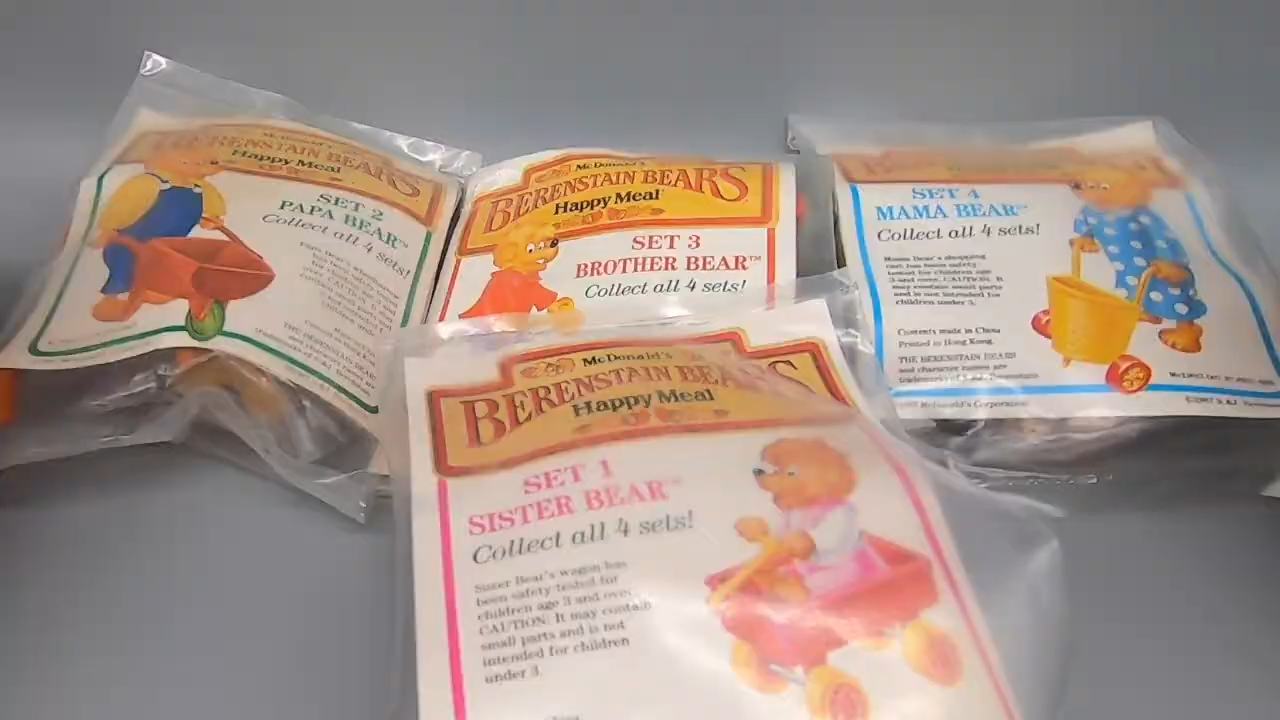 McDonald's
BERENSTAIN BEARS
Happy Meal
SET 2
PAPA BEAR™
Collect all 4 sets!
McDonald's
BERENSTAIN BEARS
Happy Meal
SET 3
BROTHER BEAR™
Collect all 4 sets!
SET 4
MAMA BEAR™
Collect all 4 sets!
Mama Bear's shopping
cart has been safety
tested for children age
3 and over. CAUTION: It
may contain small parts
and is not intended for
children under 3.
Contents made in China
Printed in Hong Kong.
THE BERENSTAIN BEARS
and character names are
trademarks of S. &J. Berenstain
McDonald's Corporation
McDonald's
BERENSTAIN BEARS
Happy Meal
SET 1
SISTER BEAR™
Collect all 4 sets!
Sister Bear's wagon has
been safety tested for
children age 3 and over.
CAUTION: It may contain
small parts and is not
intended for children
under 3.